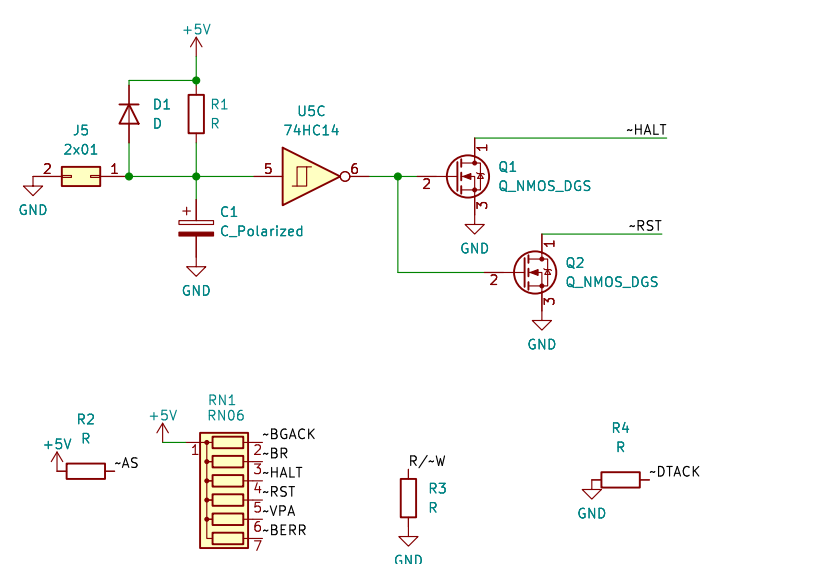 +5V
D1
D
R1
R
U5C
74HC14
J5
2x01
2
1
GND
5
6
~HALT
1
Q1
2
Q_NMOS_DGS
3
GND
+
C1
C_Polarized
GND
~RST
1
Q2
2
Q_NMOS_DGS
3
GND
R2
R
+5V
~AS
+5V
RN1
RN06
1
~BGACK
2
~BR
3
~HALT
4
~RST
5
~VPA
6
~BERR
7
R/~W
R3
R
GND
R4
R
~DTACK
GND